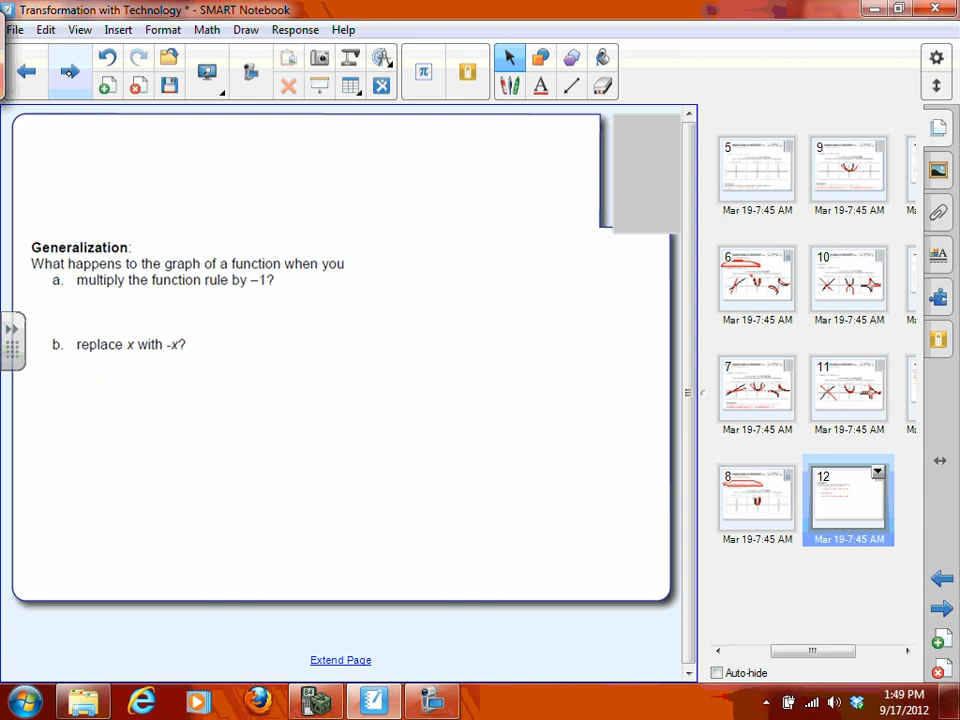 Transformation with Technology * - SMART Notebook
File Edit View Insert Format Math Draw Response Help
Generalization:
What happens to the graph of a function when you
a. multiply the function rule by –1?
b. replace x with -x?
Extend Page
5
9
Mar 19-7:45 AM
Mar 19-7:45 AM
6
10
Mar 19-7:45 AM
Mar 19-7:45 AM
7
11
Mar 19-7:45 AM
Mar 19-7:45 AM
8
12
Mar 19-7:45 AM
Mar 19-7:45 AM
Auto-hide
1:49 PM
9/17/2012